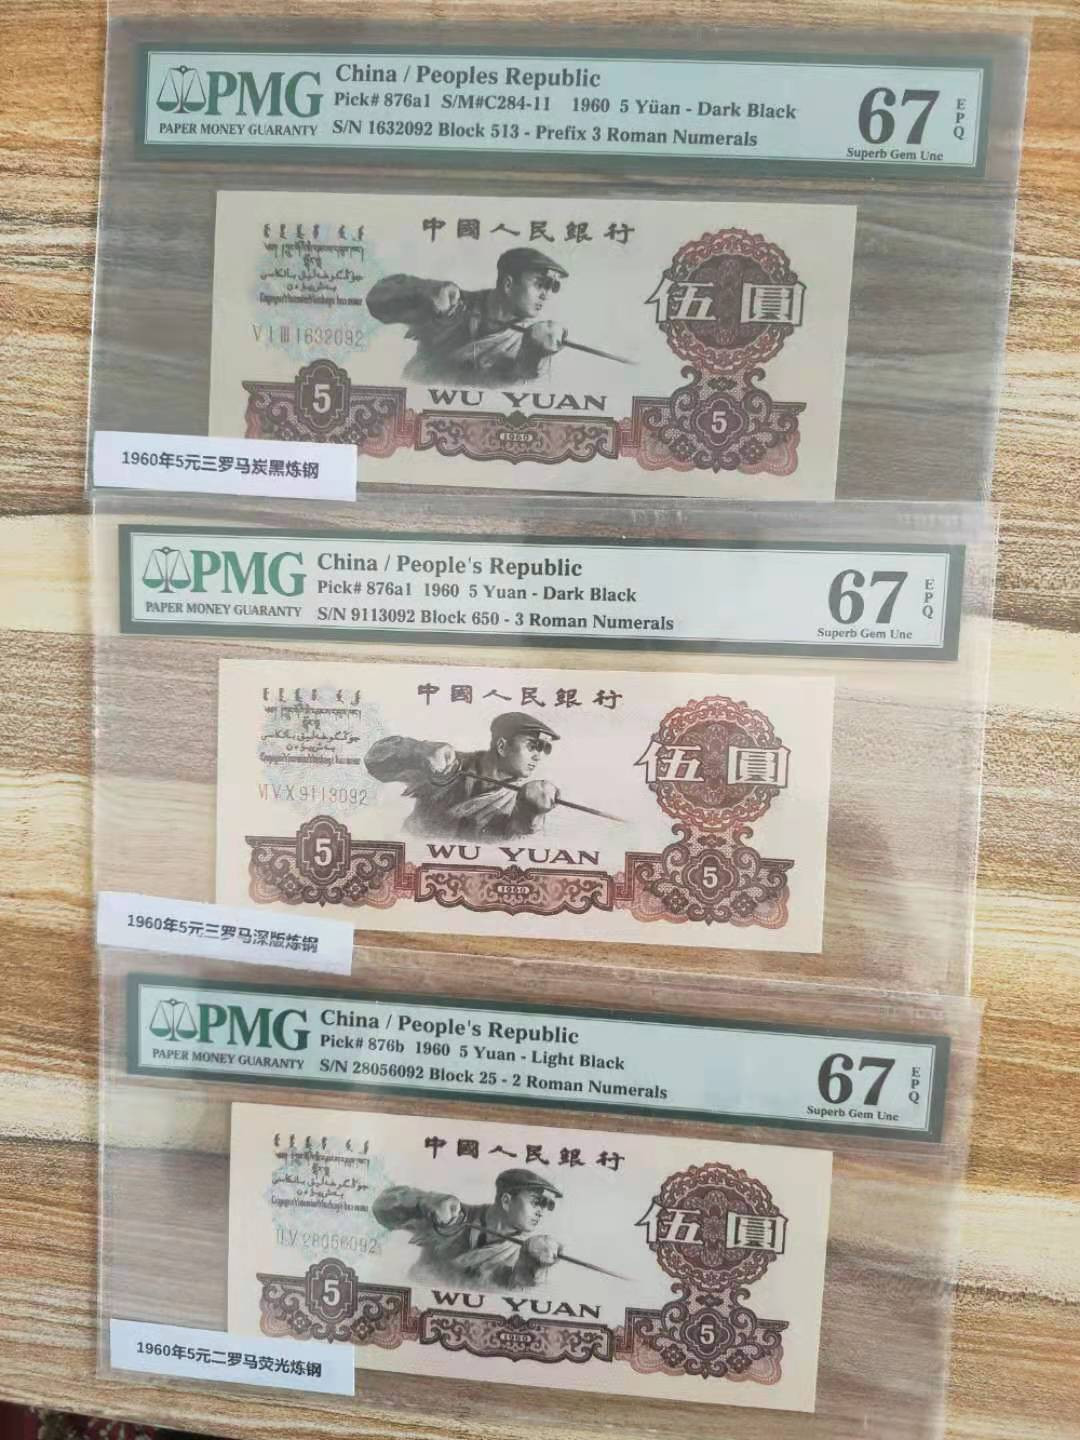 PMG
PAPER MONEY GUARANTY
China / Peoples Republic
Pick# 876a1 S/M#C284-11 1960 5 Yüan - Dark Black
S/N 1632092 Block 513 - Prefix 3 Roman Numerals
67
EPQ
Superb Gem Unc
中國人民銀行
伍圓
V I III 1632092
5
WU YUAN
1960
5
1960年5元三罗马炭黑炼钢
PMG
PAPER MONEY GUARANTY
China / People's Republic
Pick# 876a1 1960 5 Yuan - Dark Black
S/N 9113092 Block 650 - 3 Roman Numerals
67
EPQ
Superb Gem Unc
中國人民銀行
伍圓
VI V X 9113092
5
WU YUAN
1960
5
1960年5元三罗马深版炼钢
PMG
PAPER MONEY GUARANTY
China / People's Republic
Pick# 876b 1960 5 Yuan - Light Black
S/N 28056092 Block 25 - 2 Roman Numerals
67
EPQ
Superb Gem Unc
中國人民銀行
伍圓
II V 28056092
5
WU YUAN
1960
5
1960年5元二罗马荧光炼钢